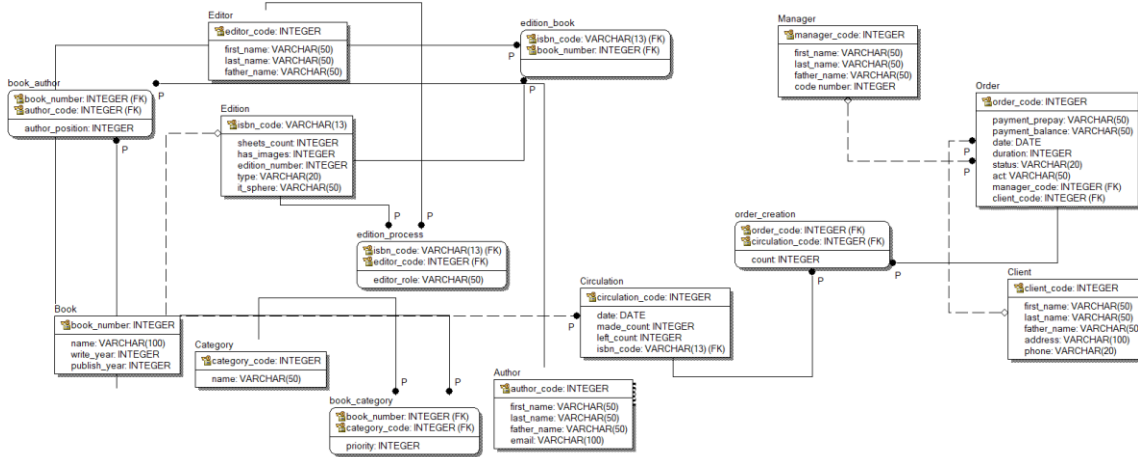 Editor
editor_code: INTEGER
first_name: VARCHAR(50)
last_name: VARCHAR(50)
father_name: VARCHAR(50)
edition_book
isbn_code: VARCHAR(13) (FK)
book_number: INTEGER (FK)
P
P
Manager
manager_code: INTEGER
first_name: VARCHAR(50)
last_name: VARCHAR(50)
father_name: VARCHAR(50)
code number: INTEGER
P
P
Order
order_code: INTEGER
payment_prepay: VARCHAR(50)
payment_balance: VARCHAR(50)
date: DATE
duration: INTEGER
status: VARCHAR(20)
act: VARCHAR(50)
manager_code: INTEGER (FK)
client_code: INTEGER (FK)
book_author
book_number: INTEGER (FK)
author_code: INTEGER (FK)
author_position: INTEGER
P
P
Edition
isbn_code: VARCHAR(13)
sheets_count: INTEGER
has_images: INTEGER
edition_number: INTEGER
type: VARCHAR(20)
it_sphere: VARCHAR(50)
P
P
edition_process
isbn_code: VARCHAR(13) (FK)
editor_code: INTEGER (FK)
editor_role: VARCHAR(50)
order_creation
order_code: INTEGER (FK)
circulation_code: INTEGER (FK)
count: INTEGER
P
P
Client
client_code: INTEGER
first_name: VARCHAR(50)
last_name: VARCHAR(50)
father_name: VARCHAR(50
address: VARCHAR(100)
phone: VARCHAR(20)
Circulation
circulation_code: INTEGER
date: DATE
made_count: INTEGER
left_count: INTEGER
isbn_code: VARCHAR(13) (FK)
P
Book
book_number: INTEGER
name: VARCHAR(100)
write_year: INTEGER
publish_year: INTEGER
Category
category_code: INTEGER
name: VARCHAR(50)
P
P
book_category
book_number: INTEGER (FK)
category_code: INTEGER (FK)
priority: INTEGER
Author
author_code: INTEGER
first_name: VARCHAR(50)
last_name: VARCHAR(50)
father_name: VARCHAR(50)
email: VARCHAR(100)